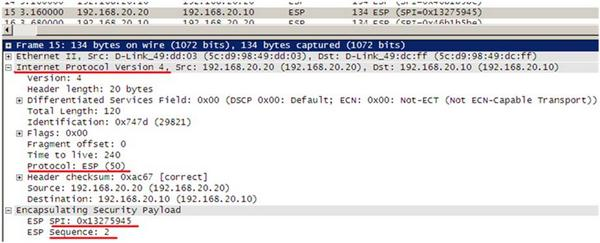 15 3.160000 192.168.20.20 192.168.20.10 ESP 134 ESP (SPI=0x13275945)
16 3.680000 192.168.20.10 192.168.20.20 ESP 134 ESP
Frame 15: 134 bytes on wire (1072 bits), 134 bytes captured (1072 bits)
Ethernet II, Src: D-Link_49:dd:03 (5c:d9:98:49:dd:03), Dst: D-Link_49:dc:ff (5c:d9:98:49:dc:ff)
Internet Protocol Version 4, Src: 192.168.20.20 (192.168.20.20), Dst: 192.168.20.10 (192.168.20.10)
Version: 4
Header length: 20 bytes
Differentiated Services Field: 0x00 (DSCP 0x00: Default; ECN: 0x00: Not-ECT (Not ECN-Capable Transport))
Total Length: 120
Identification: 0x747d (29821)
Flags: 0x00
Fragment offset: 0
Time to live: 240
Protocol: ESP (50)
Header checksum: 0xac67 [correct]
Source: 192.168.20.20 (192.168.20.20)
Destination: 192.168.20.10 (192.168.20.10)
Encapsulating Security Payload
ESP SPI: 0x13275945
ESP Sequence: 2